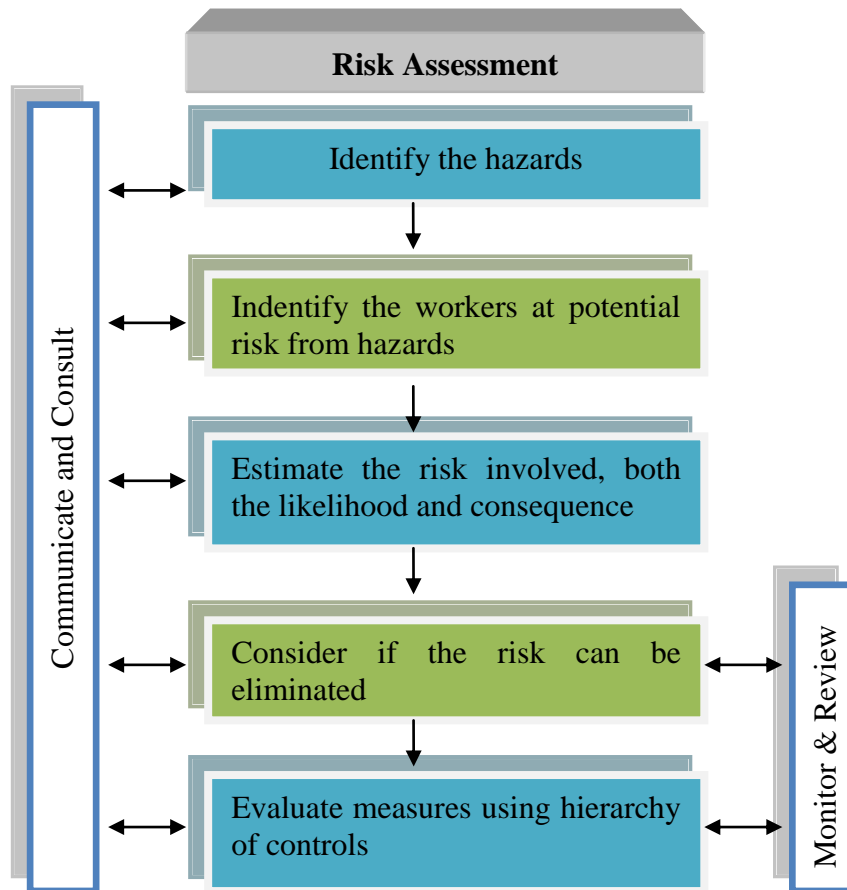 Risk Assessment
Identify the hazards
Indentify the workers at potential
risk from hazards
Estimate the risk involved, both
the likelihood and consequence
Consider if the risk can be
eliminated
Evaluate measures using hierarchy
of controls
Communicate and Consult
Monitor & Review